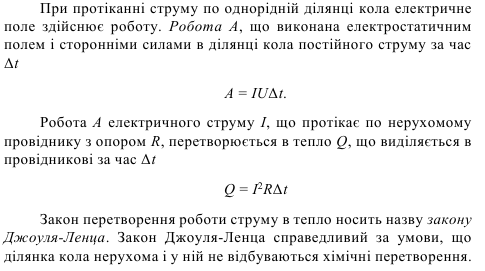 При протіканні струму по однорідній ділянці кола електричне
поле здійснює роботу. Робота A, що виконана електростатичним
полем і сторонніми силами в ділянці кола постійного струму за час
Δt
A = IUΔt.
Робота A електричного струму I, що протікає по нерухомому
провіднику з опором R, перетворюється в тепло Q, що виділяється в
провідникові за час Δt
Q = I²RΔt
Закон перетворення роботи струму в тепло носить назву закону
Джоуля-Ленца. Закон Джоуля-Ленца справедливий за умови, що
ділянка кола нерухома і у ній не відбуваються хімічні перетворення.